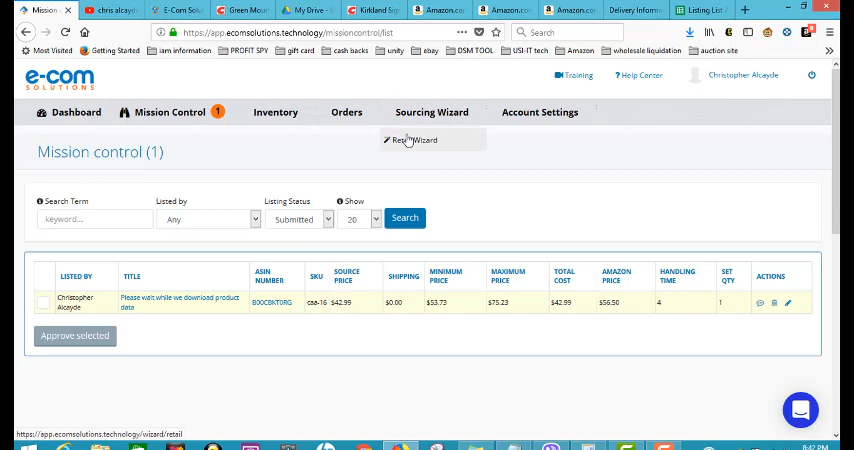 Mission
chris alcayde
E-Com Solu
Green Moun
My Drive - G
Kirkland Sign
Amazon.com
Amazon.com
Amazon.com
Delivery Inform
Listing List A
https://app.ecomsolutions.technology/missioncontrol/list
Search
Most Visited Getting Started iam information PROFIT SPY gift card cash backs unity ebay DSM TOOL USI-IT tech Amazon wholesale liquidation auction site
e-com
SOLUTIONS
Training Help Center Christopher Alcayde
Dashboard Mission Control 1 Inventory Orders Sourcing Wizard Account Settings
Wizard
Mission control (1)
Search Term Listed by Listing Status Show
keyword... Any Submitted 20 Search
LISTED BY TITLE ASIN NUMBER SKU SOURCE PRICE SHIPPING MINIMUM PRICE MAXIMUM PRICE TOTAL COST AMAZON PRICE HANDLING TIME SET QTY ACTIONS
Christopher Alcayde Please wait while we download product data B00CBKT0RG caa-16 $42.99 $0.00 $53.73 $75.23 $42.99 $56.50 4 1
Approve selected
https://app.ecomsolutions.technology/wizard/retail
8:42 PM